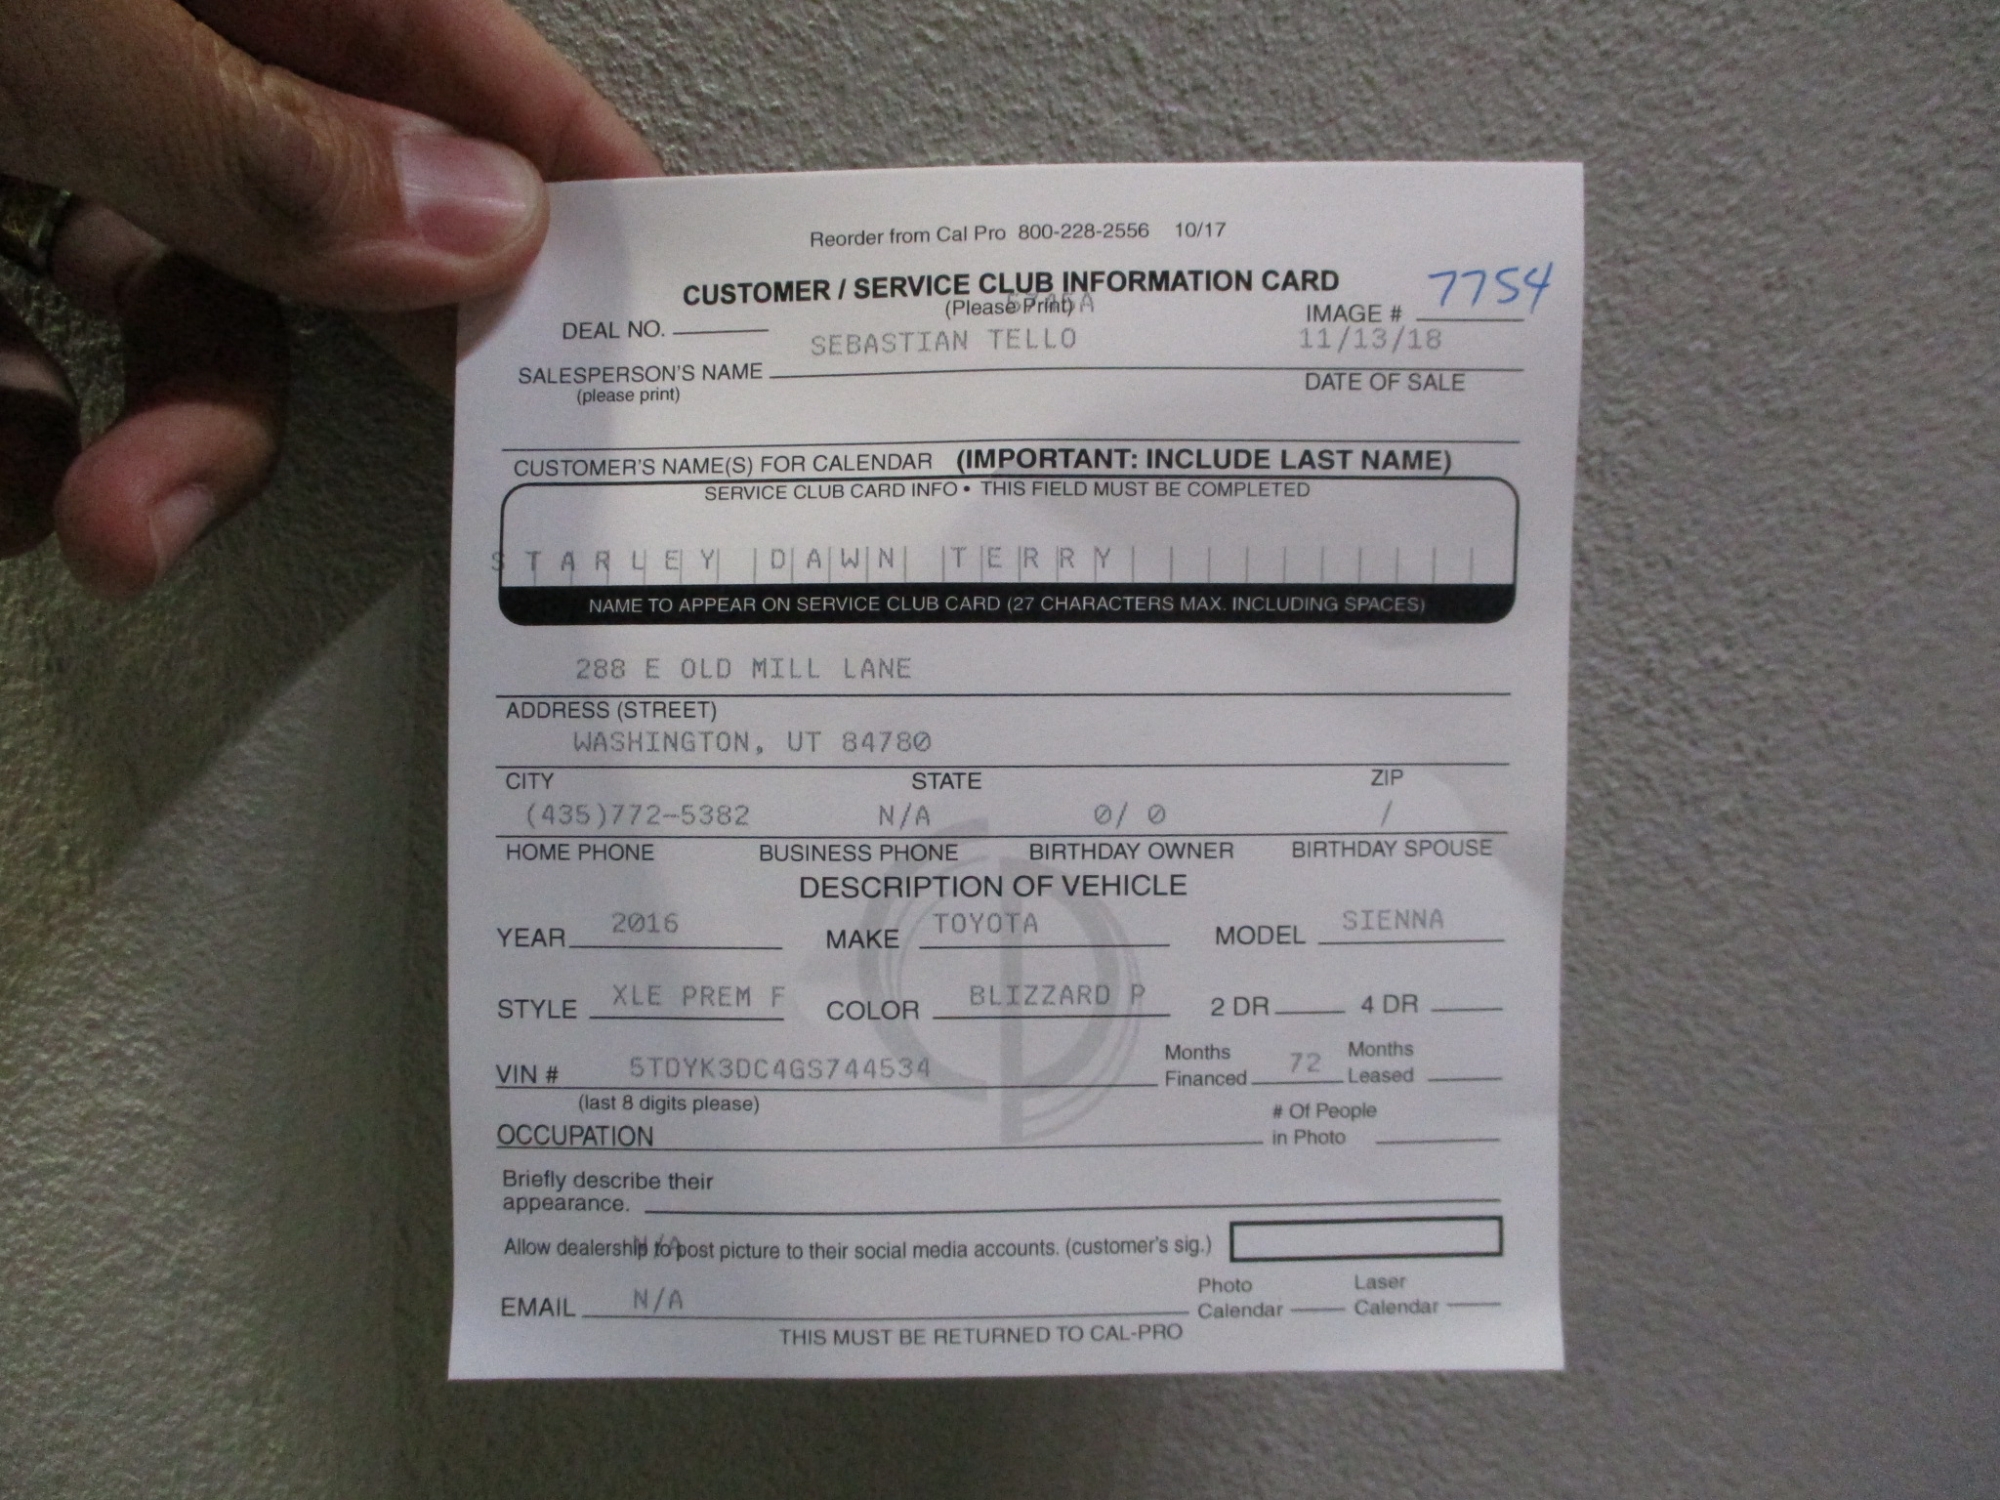 Reorder from Cal Pro 800-228-2556 10/17
CUSTOMER / SERVICE CLUB INFORMATION CARD 7754
(Please Print)
DEAL NO. IMAGE #
SEBASTIAN TELLO 11/13/18
SALESPERSON'S NAME DATE OF SALE
(please print)
CUSTOMER'S NAME(S) FOR CALENDAR (IMPORTANT: INCLUDE LAST NAME)
SERVICE CLUB CARD INFO • THIS FIELD MUST BE COMPLETED
STARLEY DAWN TERRY
NAME TO APPEAR ON SERVICE CLUB CARD (27 CHARACTERS MAX. INCLUDING SPACES)
288 E OLD MILL LANE
ADDRESS (STREET)
WASHINGTON, UT 84780
CITY STATE ZIP
(435)772-5382 N/A 0/ 0 /
HOME PHONE BUSINESS PHONE BIRTHDAY OWNER BIRTHDAY SPOUSE
DESCRIPTION OF VEHICLE
YEAR 2016 MAKE TOYOTA MODEL SIENNA
STYLE XLE PREM F COLOR BLIZZARD P 2 DR 4 DR
VIN # 5TDYK3DC4GS744534 Months Financed 72 Months Leased
(last 8 digits please)
OCCUPATION # Of People in Photo
Briefly describe their
appearance.
Allow dealership to post picture to their social media accounts. (customer's sig.)
N/A
EMAIL N/A Photo Calendar Laser Calendar
THIS MUST BE RETURNED TO CAL-PRO